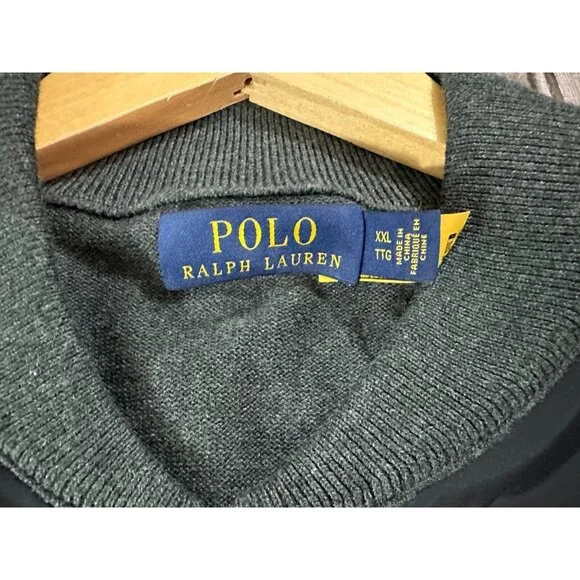 POLO
RALPH LAUREN
XXL
TTG
MADE IN
CHINA
FABRIQUÉ EN
CHINE